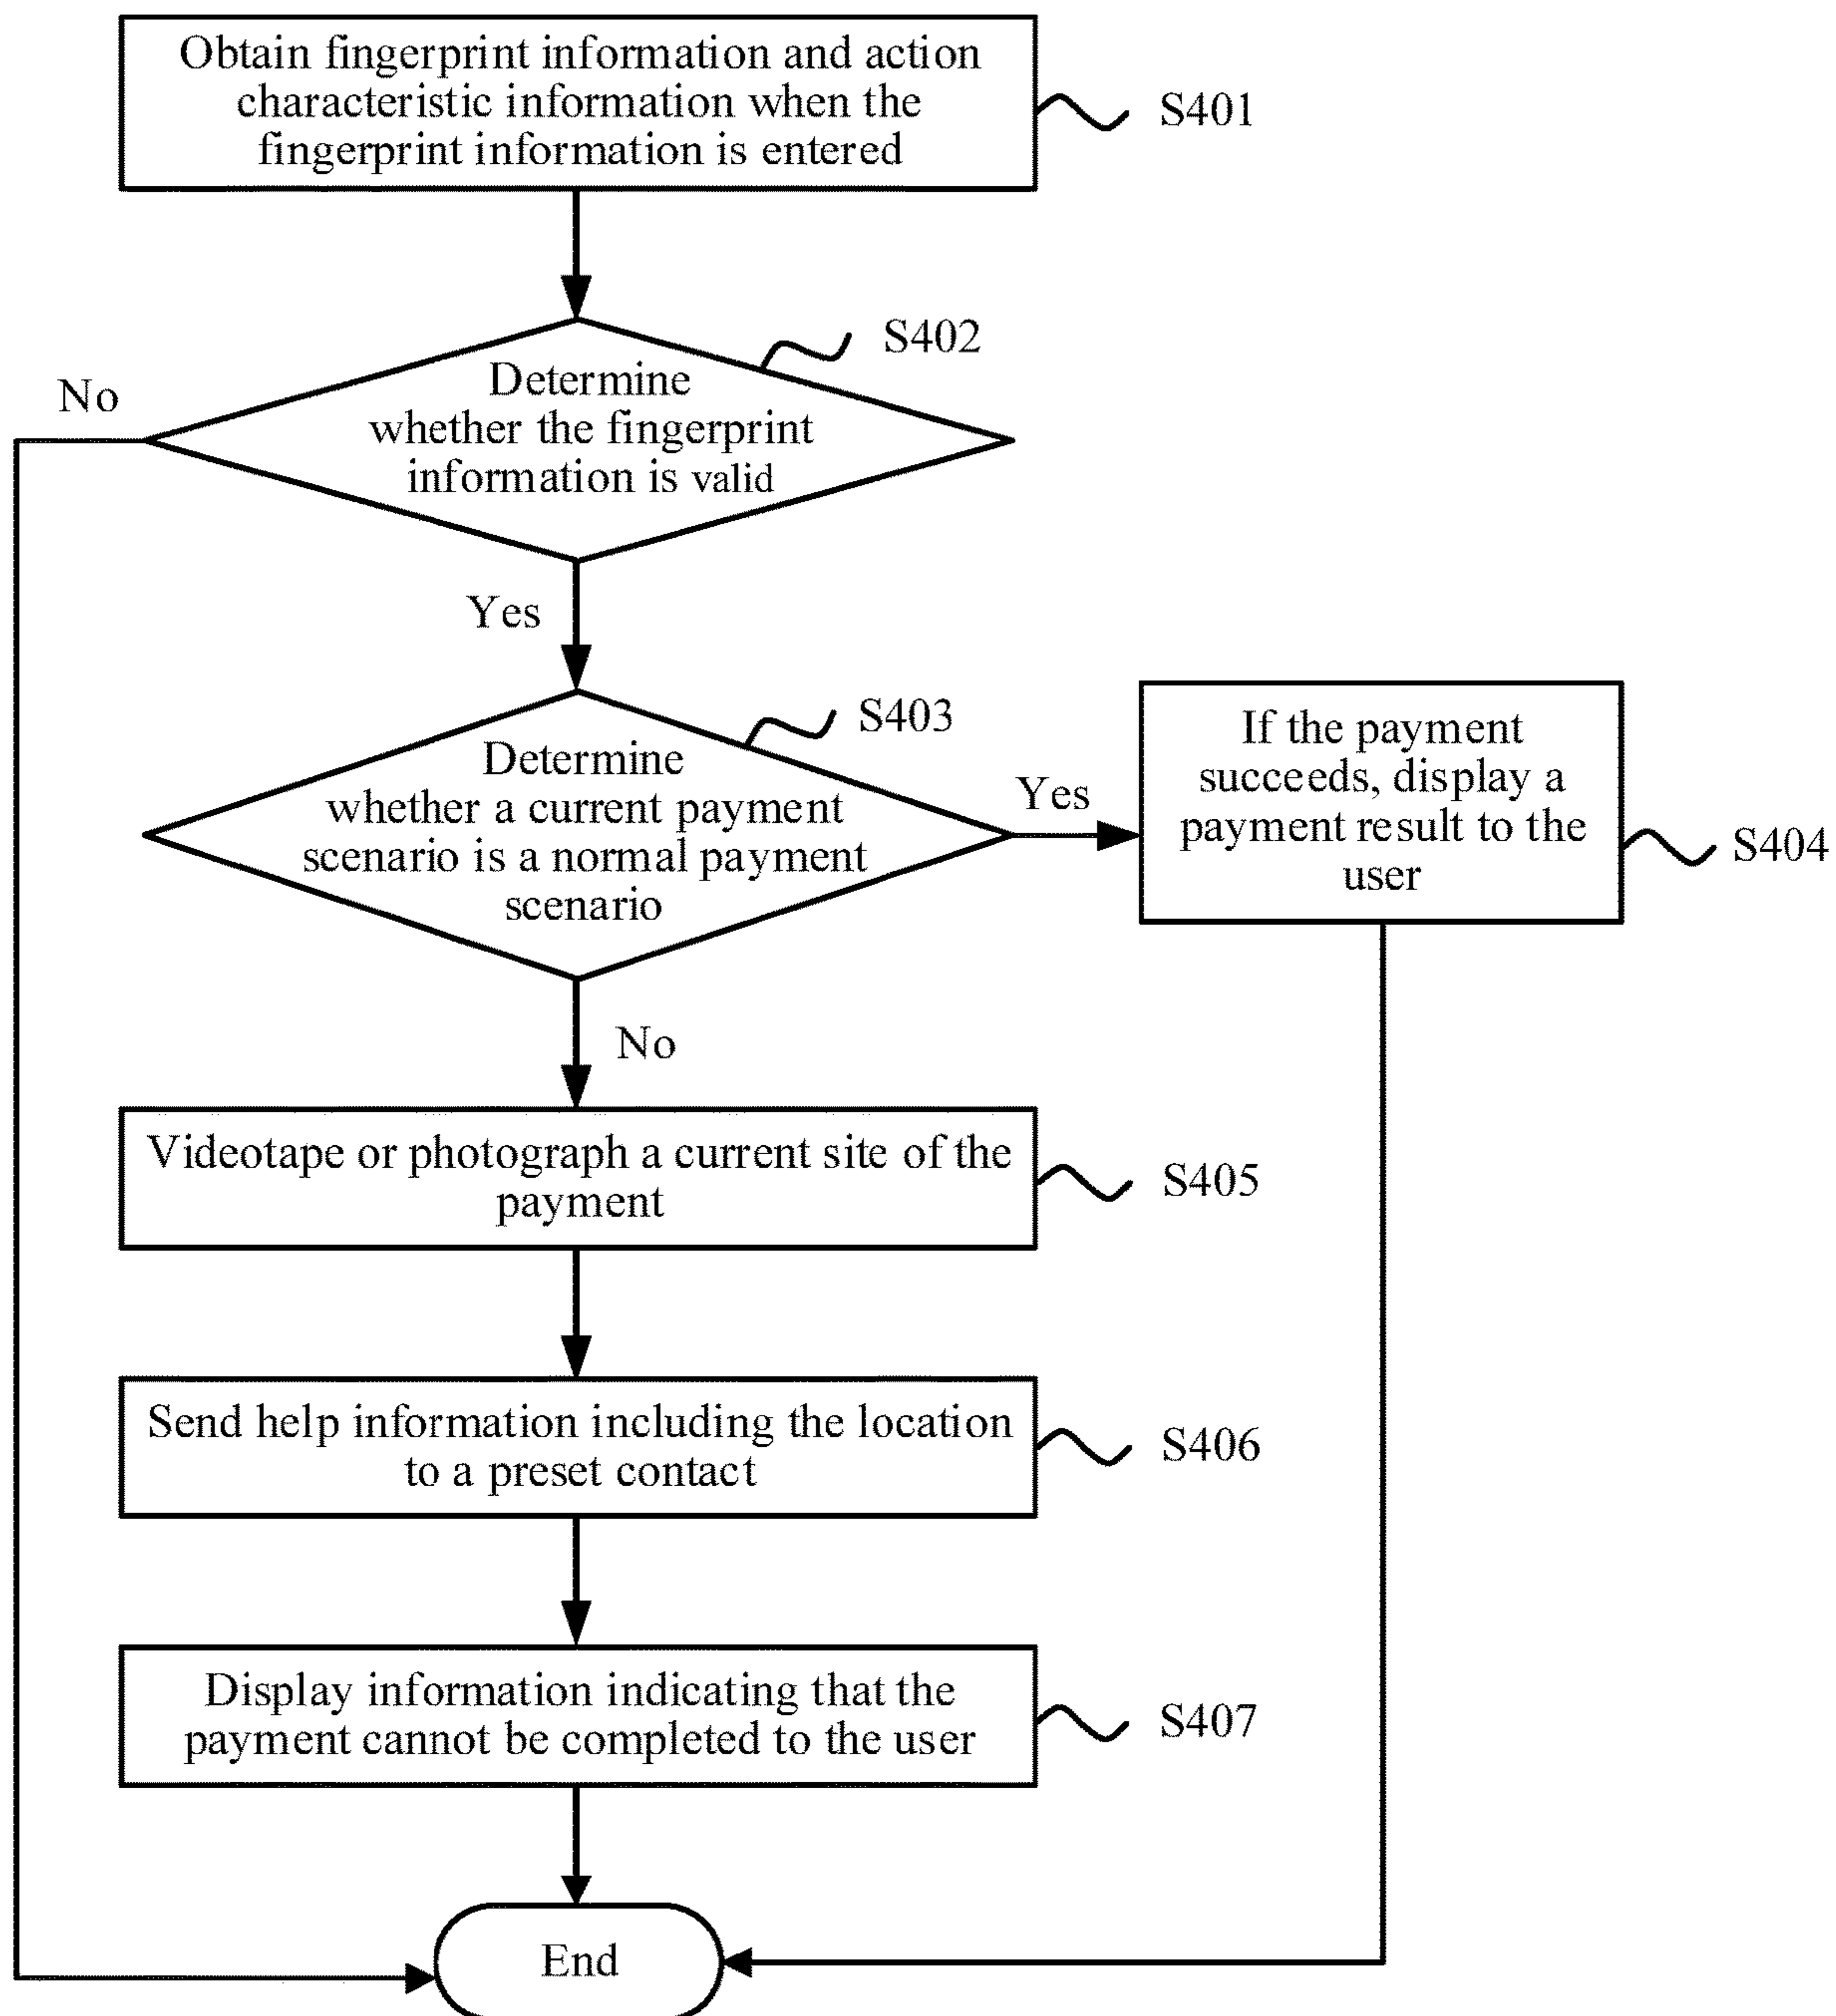 Obtain fingerprint information and action
characteristic information when the
fingerprint information is entered
S401
S402
No
Determine
whether the fingerprint
information is valid
Yes
S403
Determine
whether a current payment
scenario is a normal payment
scenario
Yes
If the payment
succeeds, display a
payment result to the
user
S404
No
Videotape or photograph a current site of the
payment
S405
Send help information including the location
to a preset contact
S406
Display information indicating that the
payment cannot be completed to the user
S407
End